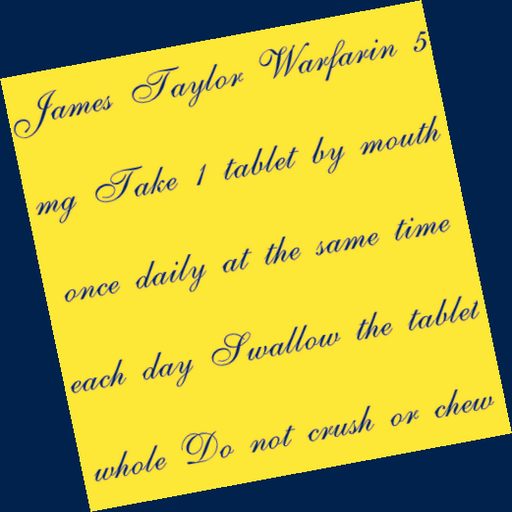 James Taylor Warfarin 5
mg Take 1 tablet by mouth
once daily at the same time
each day Swallow the tablet
whole Do not crush or chew